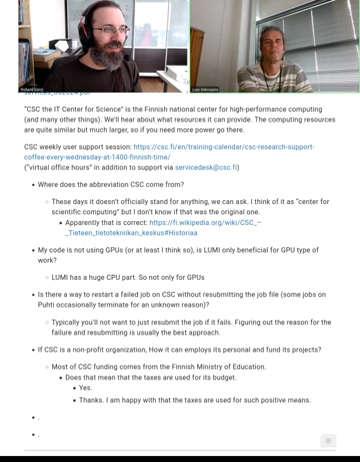 "CSC the IT Center for Science" is the Finnish national center for high-performance computing
(and many other things). We'll hear about what resources it can provide. The computing resources
are quite similar but much larger, so if you need more power go there.
CSC weekly user support session: https://csc.fi/en/training-calendar/csc-research-support-
coffee-every-wednesday-at-1400-finnish-time/
("virtual office hours" in addition to support via servicedesk@csc.fi)
• Where does the abbreviation CSC come from?
◦ These days it doesn't officially stand for anything, we can ask. I think of it as "center for
scientific computing" but I don't know if that was the original one.
▪ Apparently that is correct: https://fi.wikipedia.org/wiki/CSC_–
_Tieteen_tietotekniikan_keskus#Historiaa
• My code is not using GPUs (or at least I think so), is LUMI only beneficial for GPU type of
work?
◦ LUMI has a huge CPU part. So not only for GPUs
• Is there a way to restart a failed job on CSC without resubmitting the job file (some jobs on
Puhti occasionally terminate for an unknown reason)?
◦ Typically you'll not want to just resubmit the job if it fails. Figuring out the reason for the
failure and resubmitting is usually the best approach.
• If CSC is a non-profit organization, How it can employs its personal and fund its projects?
◦ Most of CSC funding comes from the Finnish Ministry of Education.
▪ Does that mean that the taxes are used for its budget.
▪ Yes.
▪ Thanks. I am happy with that the taxes are used for such positive means.
• .
• .